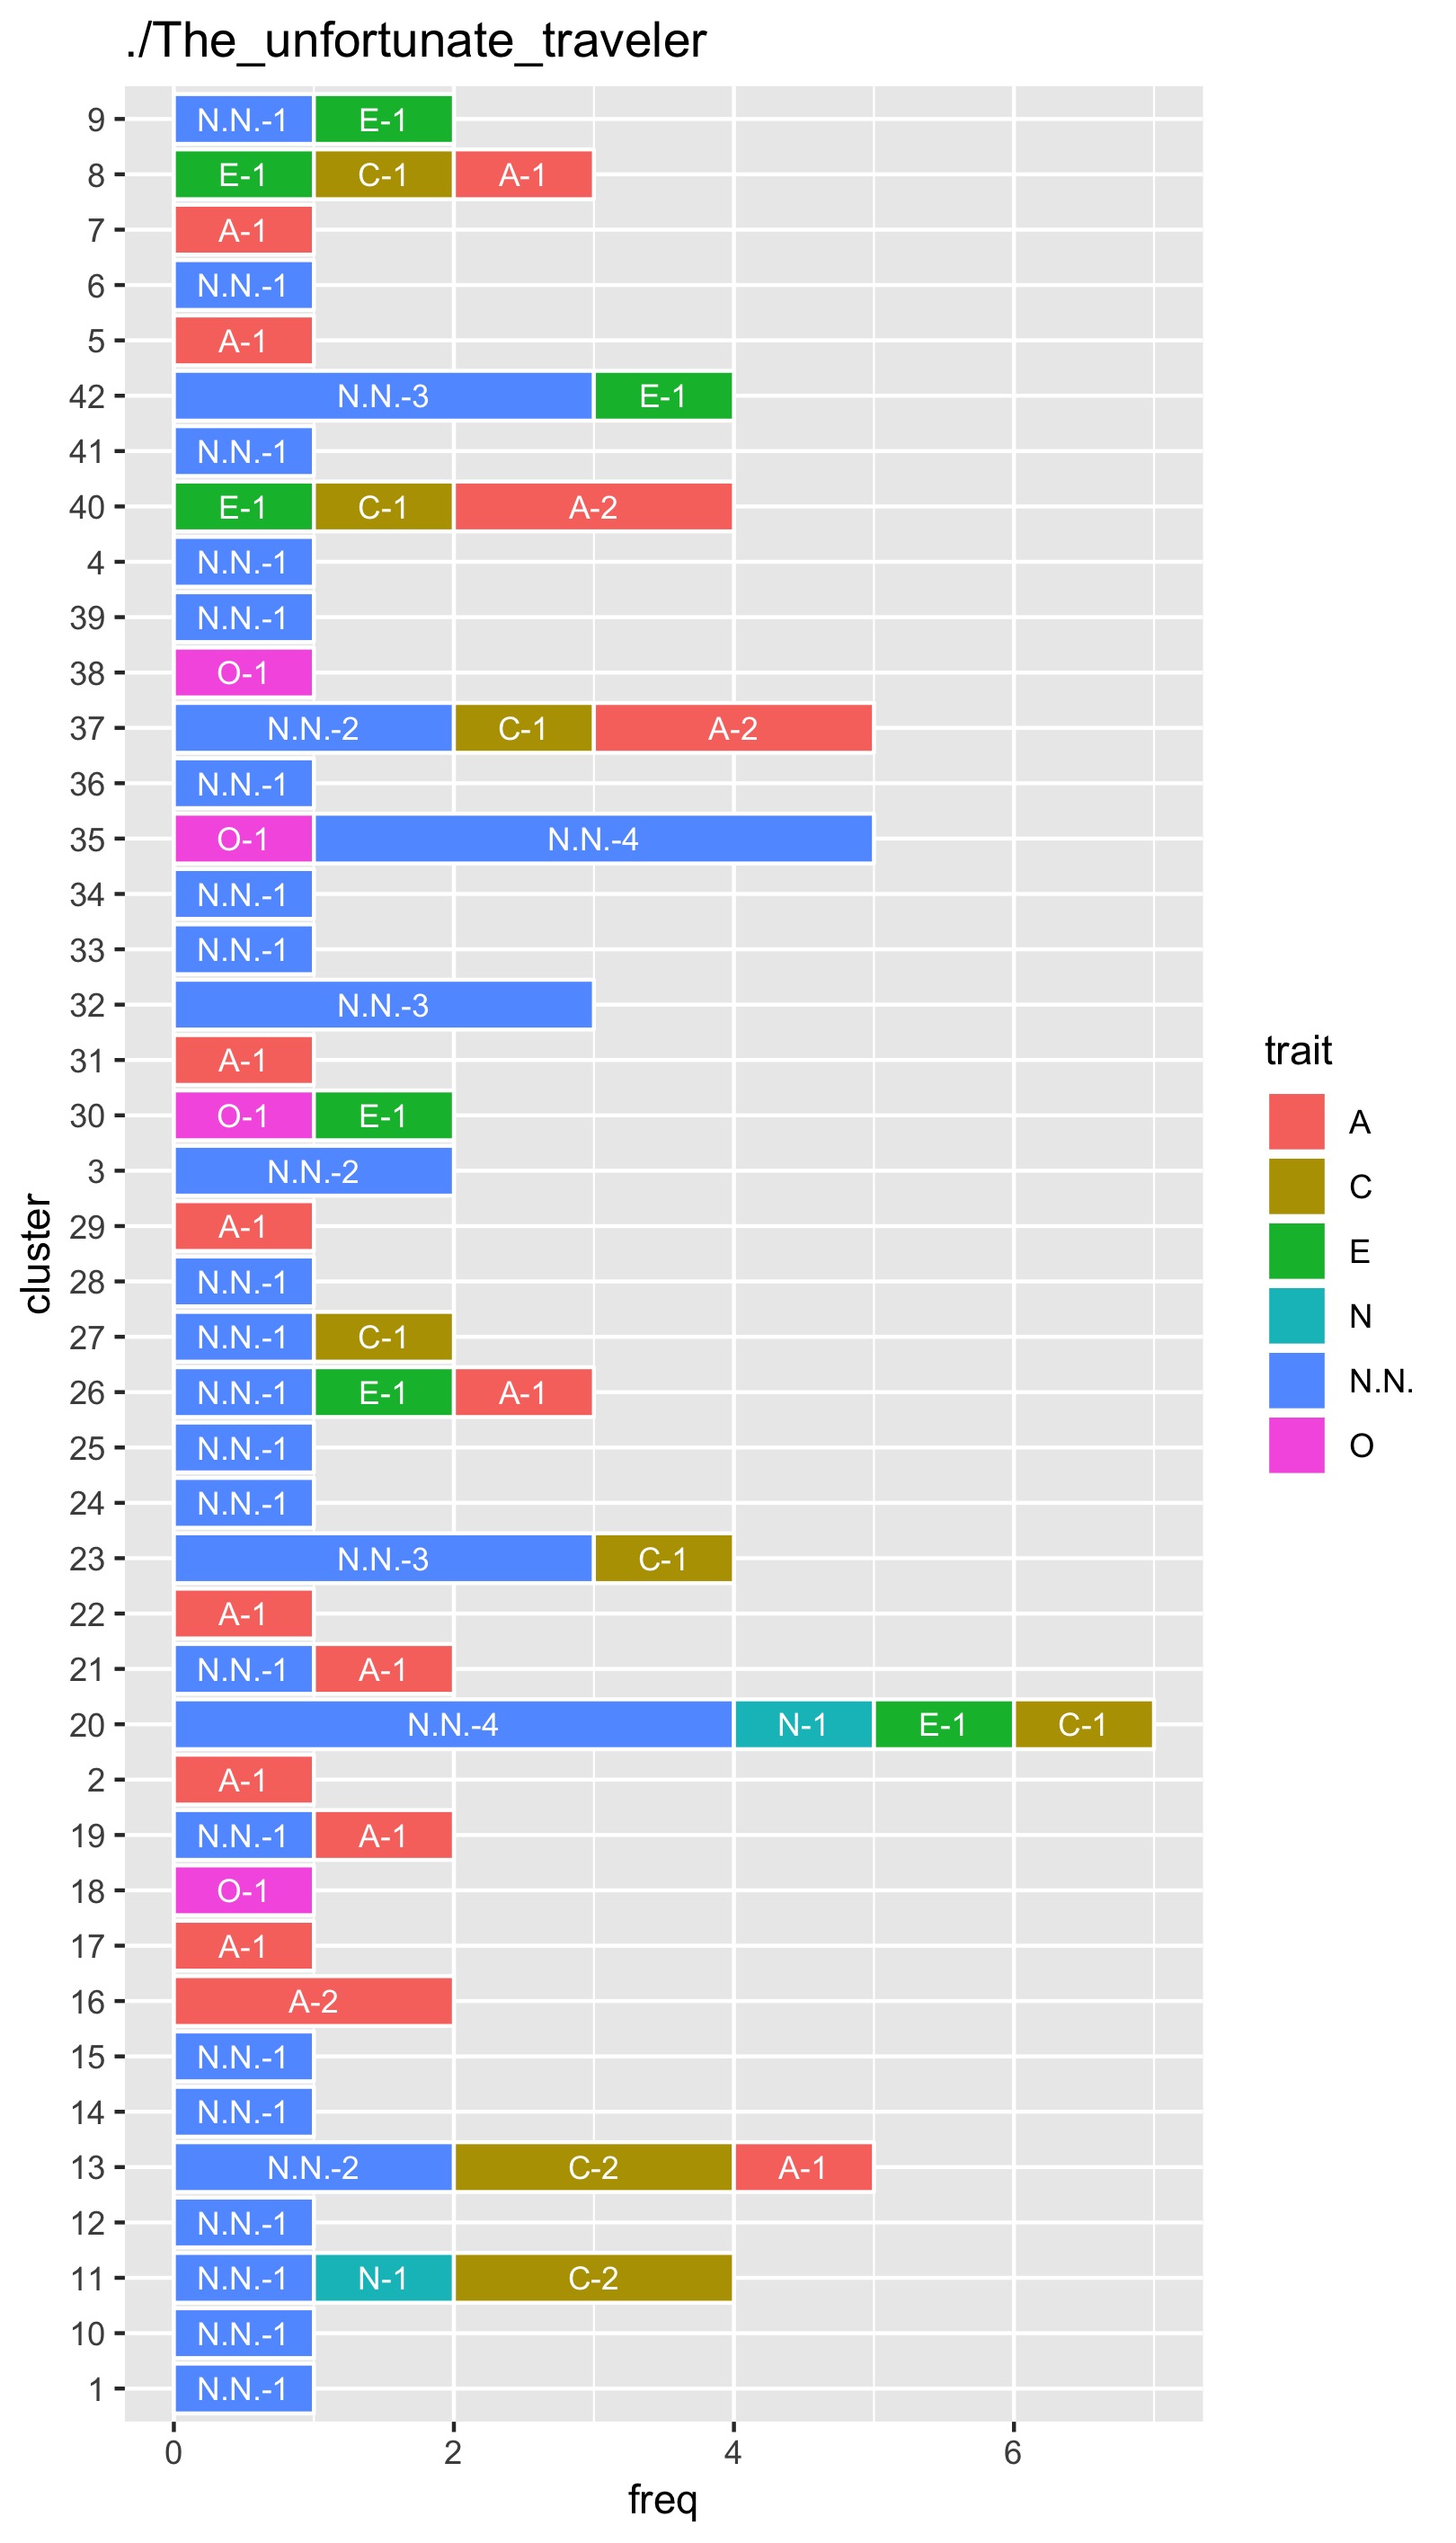 ./The_unfortunate_traveler
9 N.N.-1 E-1
8 E-1 C-1 A-1
7 A-1
6 N.N.-1
5 A-1
42 N.N.-3 E-1
41 N.N.-1
40 E-1 C-1 A-2
4 N.N.-1
39 N.N.-1
38 O-1
37 N.N.-2 C-1 A-2
36 N.N.-1
35 O-1 N.N.-4
34 N.N.-1
33 N.N.-1
32 N.N.-3
31 A-1
30 O-1 E-1
3 N.N.-2
29 A-1
28 N.N.-1
27 N.N.-1 C-1
26 N.N.-1 E-1 A-1
25 N.N.-1
24 N.N.-1
23 N.N.-3 C-1
22 A-1
21 N.N.-1 A-1
20 N.N.-4 N-1 E-1 C-1
2 A-1
19 N.N.-1 A-1
18 O-1
17 A-1
16 A-2
15 N.N.-1
14 N.N.-1
13 N.N.-2 C-2 A-1
12 N.N.-1
11 N.N.-1 N-1 C-2
10 N.N.-1
1 N.N.-1
0 2 4 6
freq
cluster
trait
A
C
E
N
N.N.
O